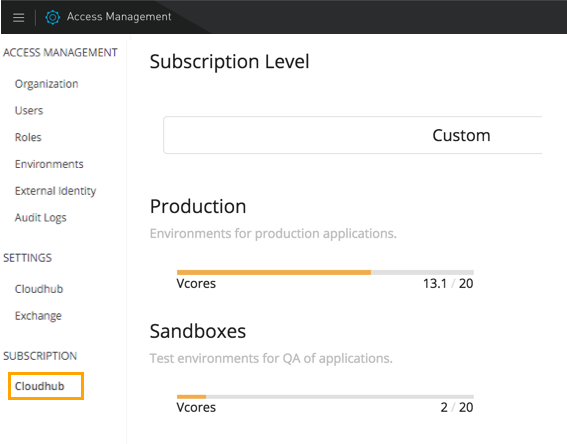 Access Management
ACCESS MANAGEMENT
Organization
Users
Roles
Environments
External Identity
Audit Logs
SETTINGS
Cloudhub
Exchange
SUBSCRIPTION
Cloudhub
Subscription Level
Custom
Production
Environments for production applications.
Vcores 13.1 / 20
Sandboxes
Test environments for QA of applications.
Vcores 2 / 20